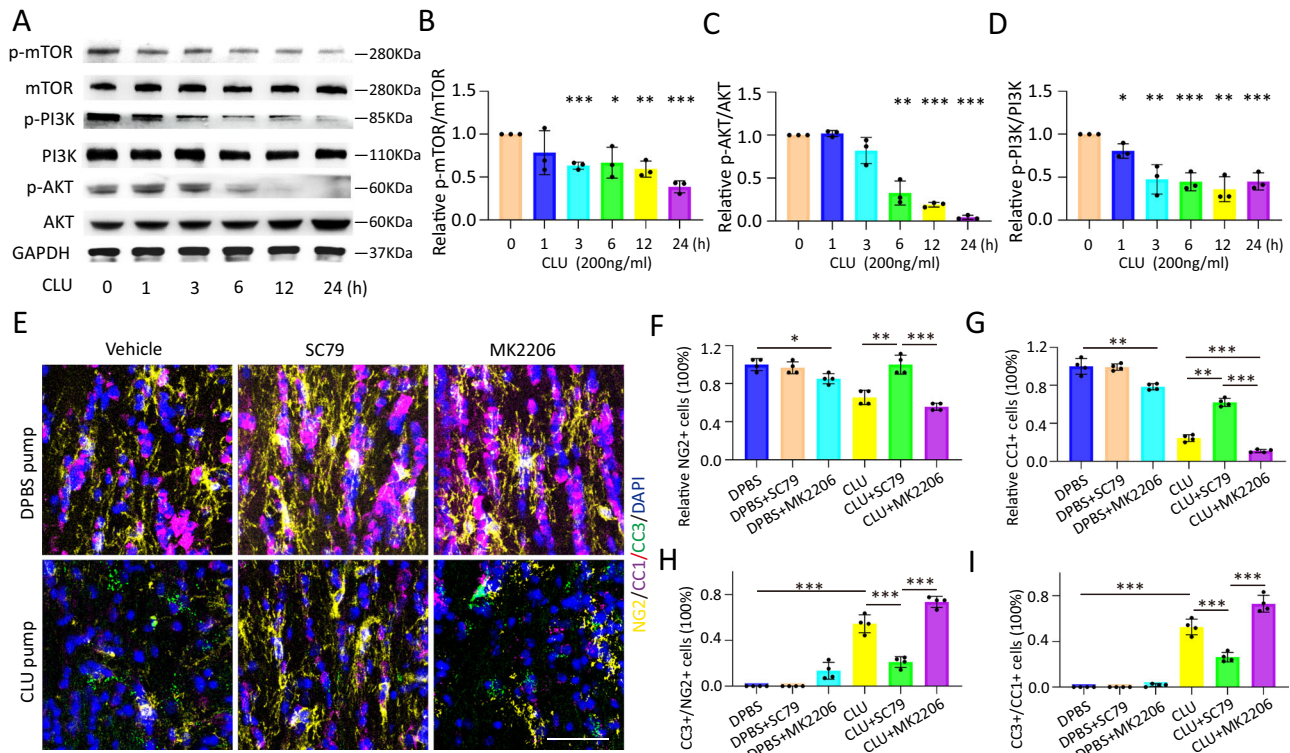 A
p-mTOR
—280KDa
mTOR
—280KDa
p-PI3K
—85KDa
PI3K
—110KDa
p-AKT
—60KDa
AKT
—60KDa
GAPDH
—37KDa
CLU 0 1 3 6 12 24 (h)
B
Relative p-mTOR/mTOR
1.5
1.0
0.5
0.0
*** * ** ***
0 1 3 6 12 24 (h)
CLU (200ng/ml)
C
Relative p-AKT/AKT
1.5
1.0
0.5
0.0
** *** ***
0 1 3 6 12 24 (h)
CLU (200ng/ml)
D
Relative p-PI3K/PI3K
1.5
1.0
0.5
0.0
* ** *** ** ***
0 1 3 6 12 24 (h)
CLU (200ng/ml)
E
Vehicle SC79 MK2206
DPBS pump
CLU pump
NG2/CC1/CC3/DAPI
F
Relative NG2+ cells (100%)
1.2
0.8
0.4
0.0
* ** ***
DPBS
DPBS+SC79
DPBS+MK2206
CLU
CLU+SC79
CLU+MK2206
G
Relative CC1+ cells (100%)
1.2
0.8
0.4
0.0
** *** ** ***
DPBS
DPBS+SC79
DPBS+MK2206
CLU
CLU+SC79
CLU+MK2206
H
CC3+/NG2+ cells (100%)
1.2
0.8
0.4
0.0
*** *** ***
DPBS
DPBS+SC79
DPBS+MK2206
CLU
CLU+SC79
CLU+MK2206
I
CC3+/CC1+ cells (100%)
1.2
0.8
0.4
0.0
*** *** ***
DPBS
DPBS+SC79
DPBS+MK2206
CLU
CLU+SC79
CLU+MK2206